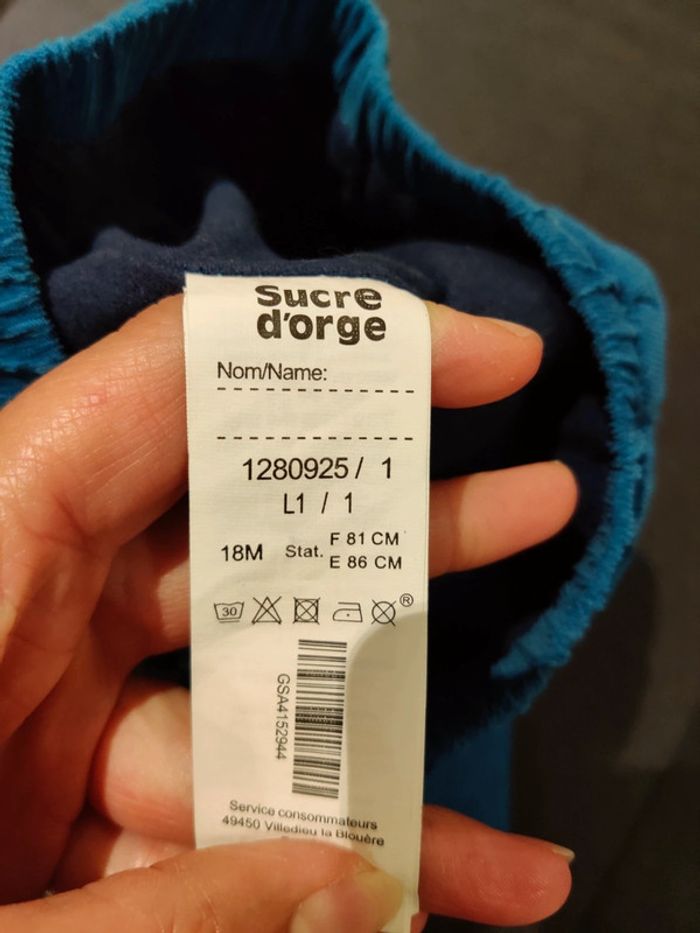 Sucre
d'orge
Nom/Name:
1280925 / 1
L1 / 1
18M Stat. F 81 CM
E 86 CM
30
®
GSA4152944
Service consommateurs
49450 Villedieu la Blouère